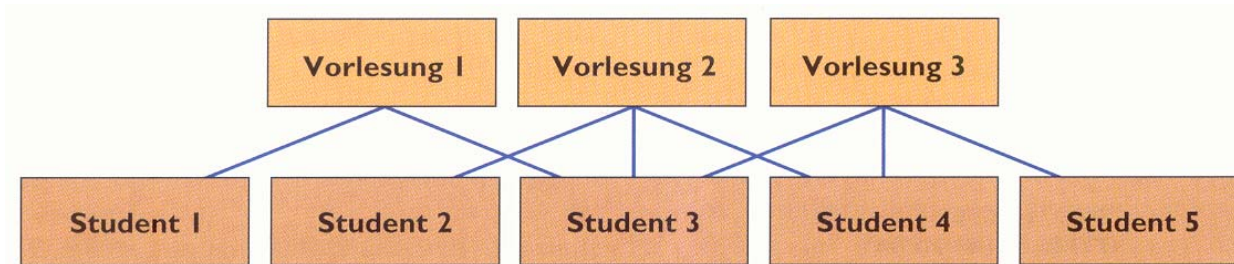 Vorlesung 1
Vorlesung 2
Vorlesung 3
Student 1
Student 2
Student 3
Student 4
Student 5